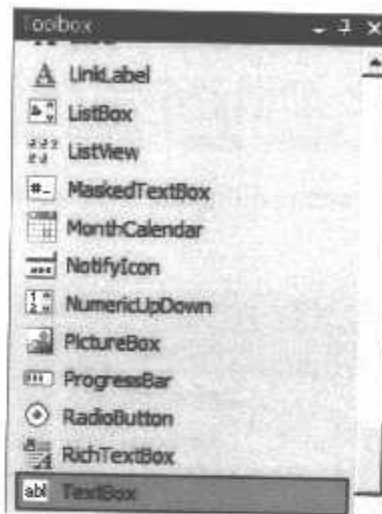 Toolbox
LinkLabel
ListBox
ListView
MaskedTextBox
MonthCalendar
NotifyIcon
NumericUpDown
PictureBox
ProgressBar
RadioButton
RichTextBox
abl TextBox